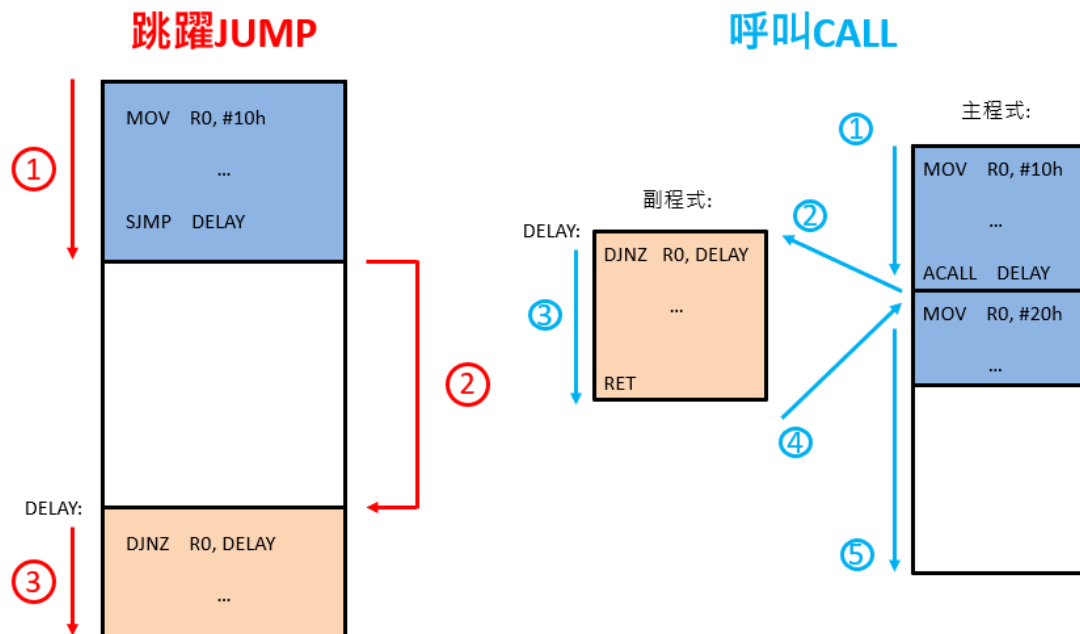 跳躍JUMP
①
MOV R0, #10h
...
SJMP DELAY
②
DELAY:
③
DJNZ R0, DELAY
...
呼叫CALL
主程式:
①
MOV R0, #10h
...
ACALL DELAY
②
副程式:
DELAY:
③
DJNZ R0, DELAY
...
RET
④
MOV R0, #20h
...
⑤